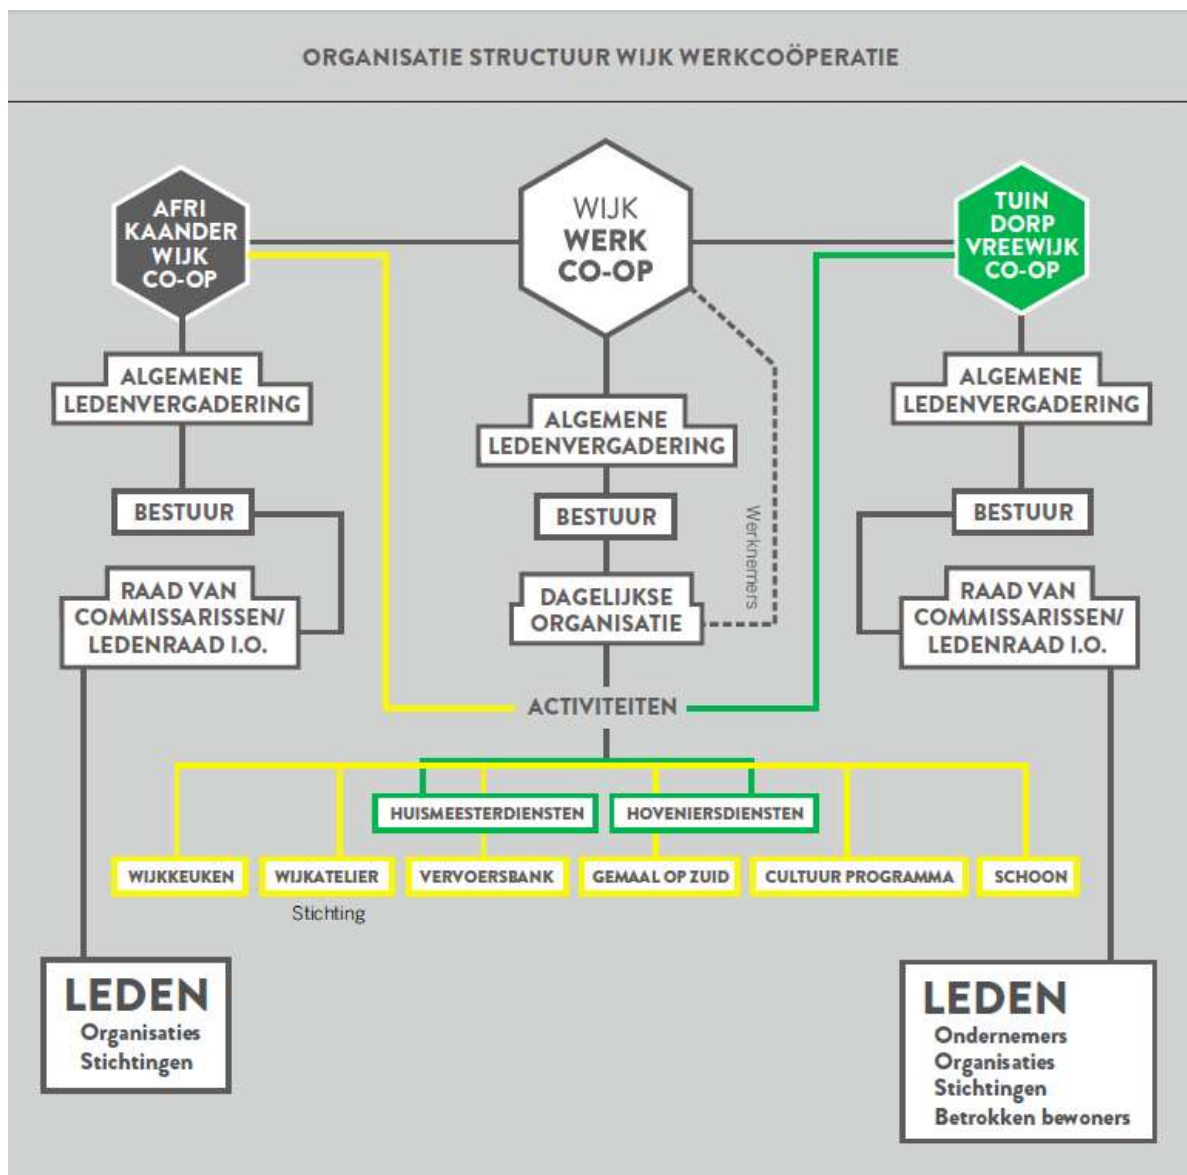 ORGANISATIE STRUCTUUR WIJK WERKCOÖPERATIE
AFRI
KAANDER
WIJK
CO-OP
WIJK
WERK
CO-OP
TUIN
DORP
VREEWIJK
CO-OP
ALGEMENE
LEDENVERGADERING
ALGEMENE
LEDENVERGADERING
ALGEMENE
LEDENVERGADERING
BESTUUR
BESTUUR
BESTUUR
Werknemers
RAAD VAN
COMMISSARISSEN/
LEDENRAAD I.O.
DAGELIJKSE
ORGANISATIE
RAAD VAN
COMMISSARISSEN/
LEDENRAAD I.O.
ACTIVITEITEN
HUISMEESTERDIENSTEN
HOVENIERSDIENSTEN
WIJKKEUKEN
WIJKATELIER
VERVOERSBANK
GEMAAL OP ZUID
CULTUUR PROGRAMMA
SCHOON
Stichting
LEDEN
Organisaties
Stichtingen
LEDEN
Ondernemers
Organisaties
Stichtingen
Betrokken bewoners